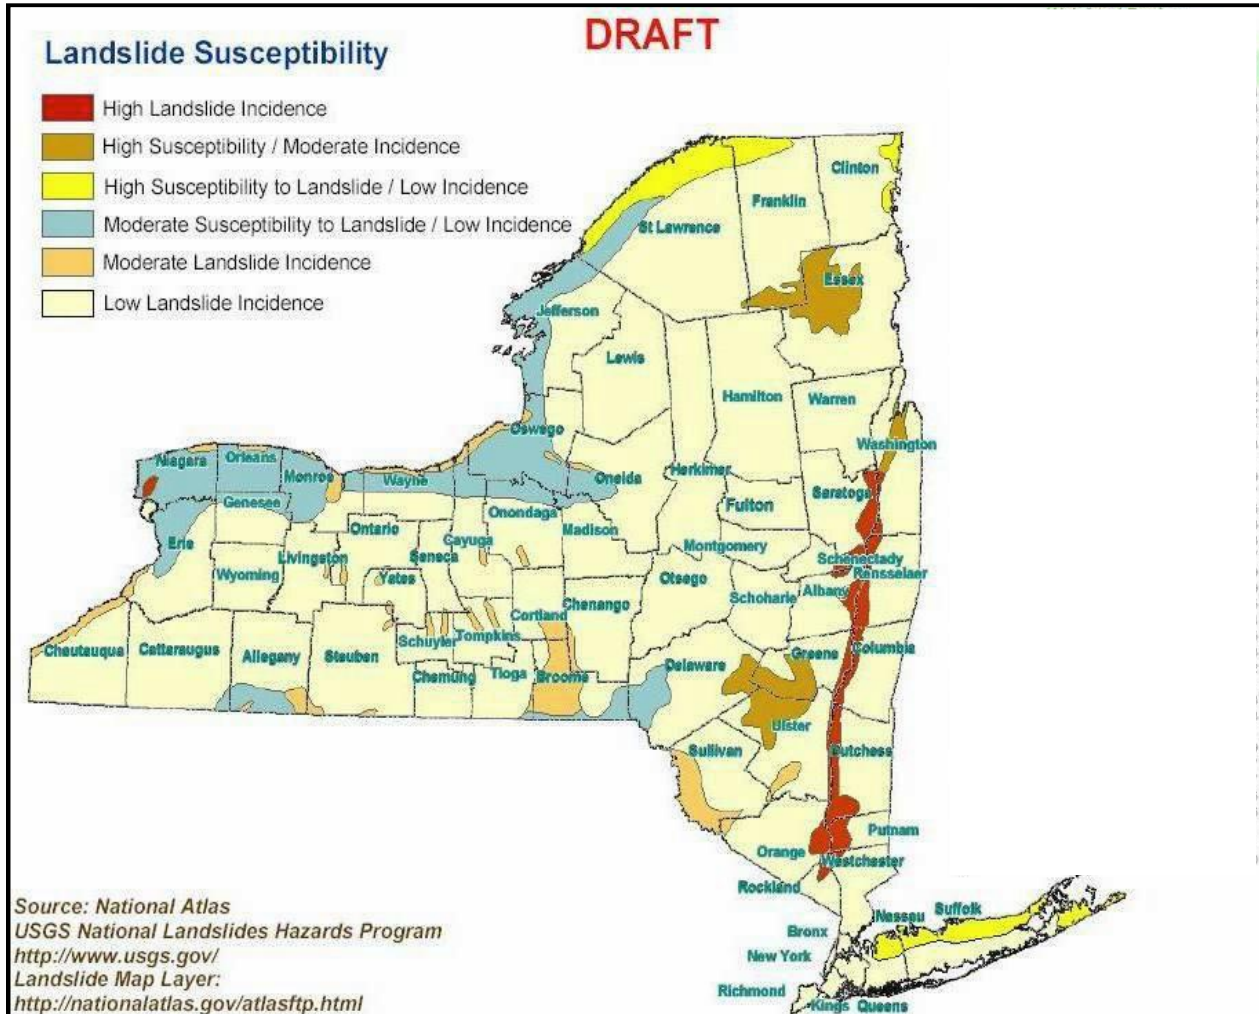 DRAFT
Landslide Susceptibility
High Landslide Incidence
High Susceptibility / Moderate Incidence
High Susceptibility to Landslide / Low Incidence
Moderate Susceptibility to Landslide / Low Incidence
Moderate Landslide Incidence
Low Landslide Incidence
Clinton
Franklin
St Lawrence
Essex
Jefferson
Lewis
Hamilton
Warren
Oswego
Washington
Niagara
Orleans
Monroe
Wayne
Oneida
Herkimer
Saratoga
Genesee
Fulton
Onondaga
Madison
Ontario
Erie
Cayuga
Seneca
Montgomery
Livingston
Schenectady
Rensselaer
Wyoming
Yates
Otsego
Schoharie
Albany
Chenango
Cortland
Schuyler
Tompkins
Chautauqua
Cattaraugus
Allegany
Steuben
Chemung
Tioga
Broome
Delaware
Greene
Columbia
Ulster
Sullivan
Dutchess
Putnam
Orange
Westchester
Rockland
Nassau
Suffolk
Bronx
New York
Richmond
Kings
Queens
Source: National Atlas
USGS National Landslides Hazards Program
http://www.usgs.gov/
Landslide Map Layer:
http://nationalatlas.gov/atlasftp.html